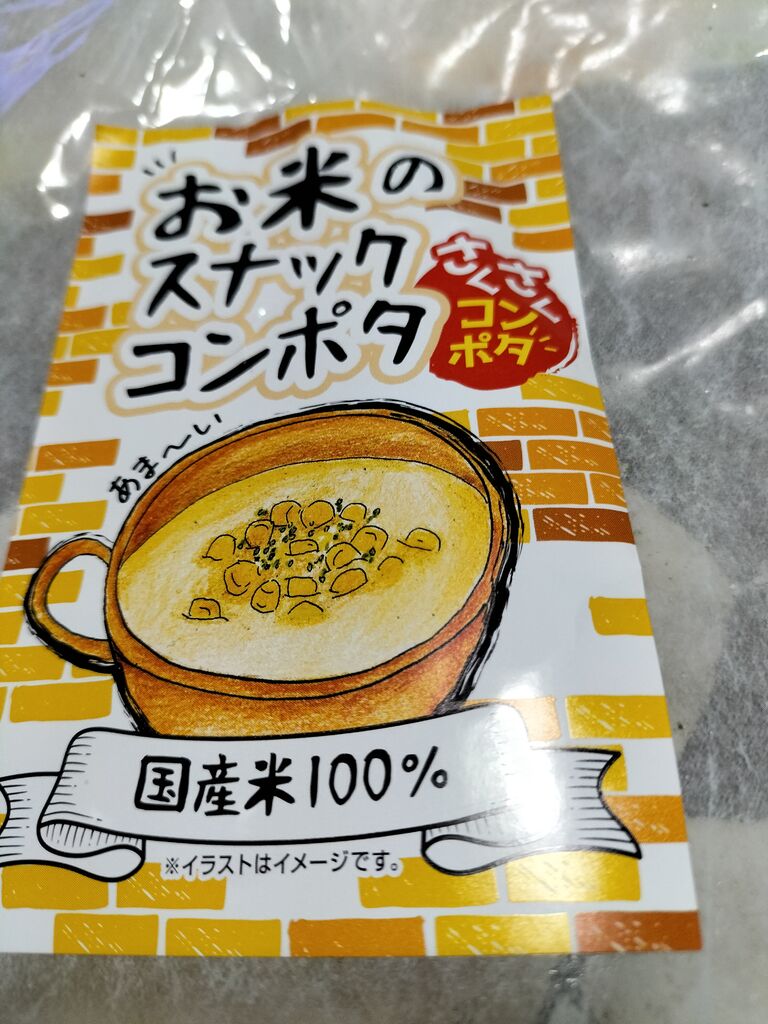 お米の
スナック
コンポタ
さくさく
コン
ポタ
あま〜い
国産米100%
※イラストはイメージです。